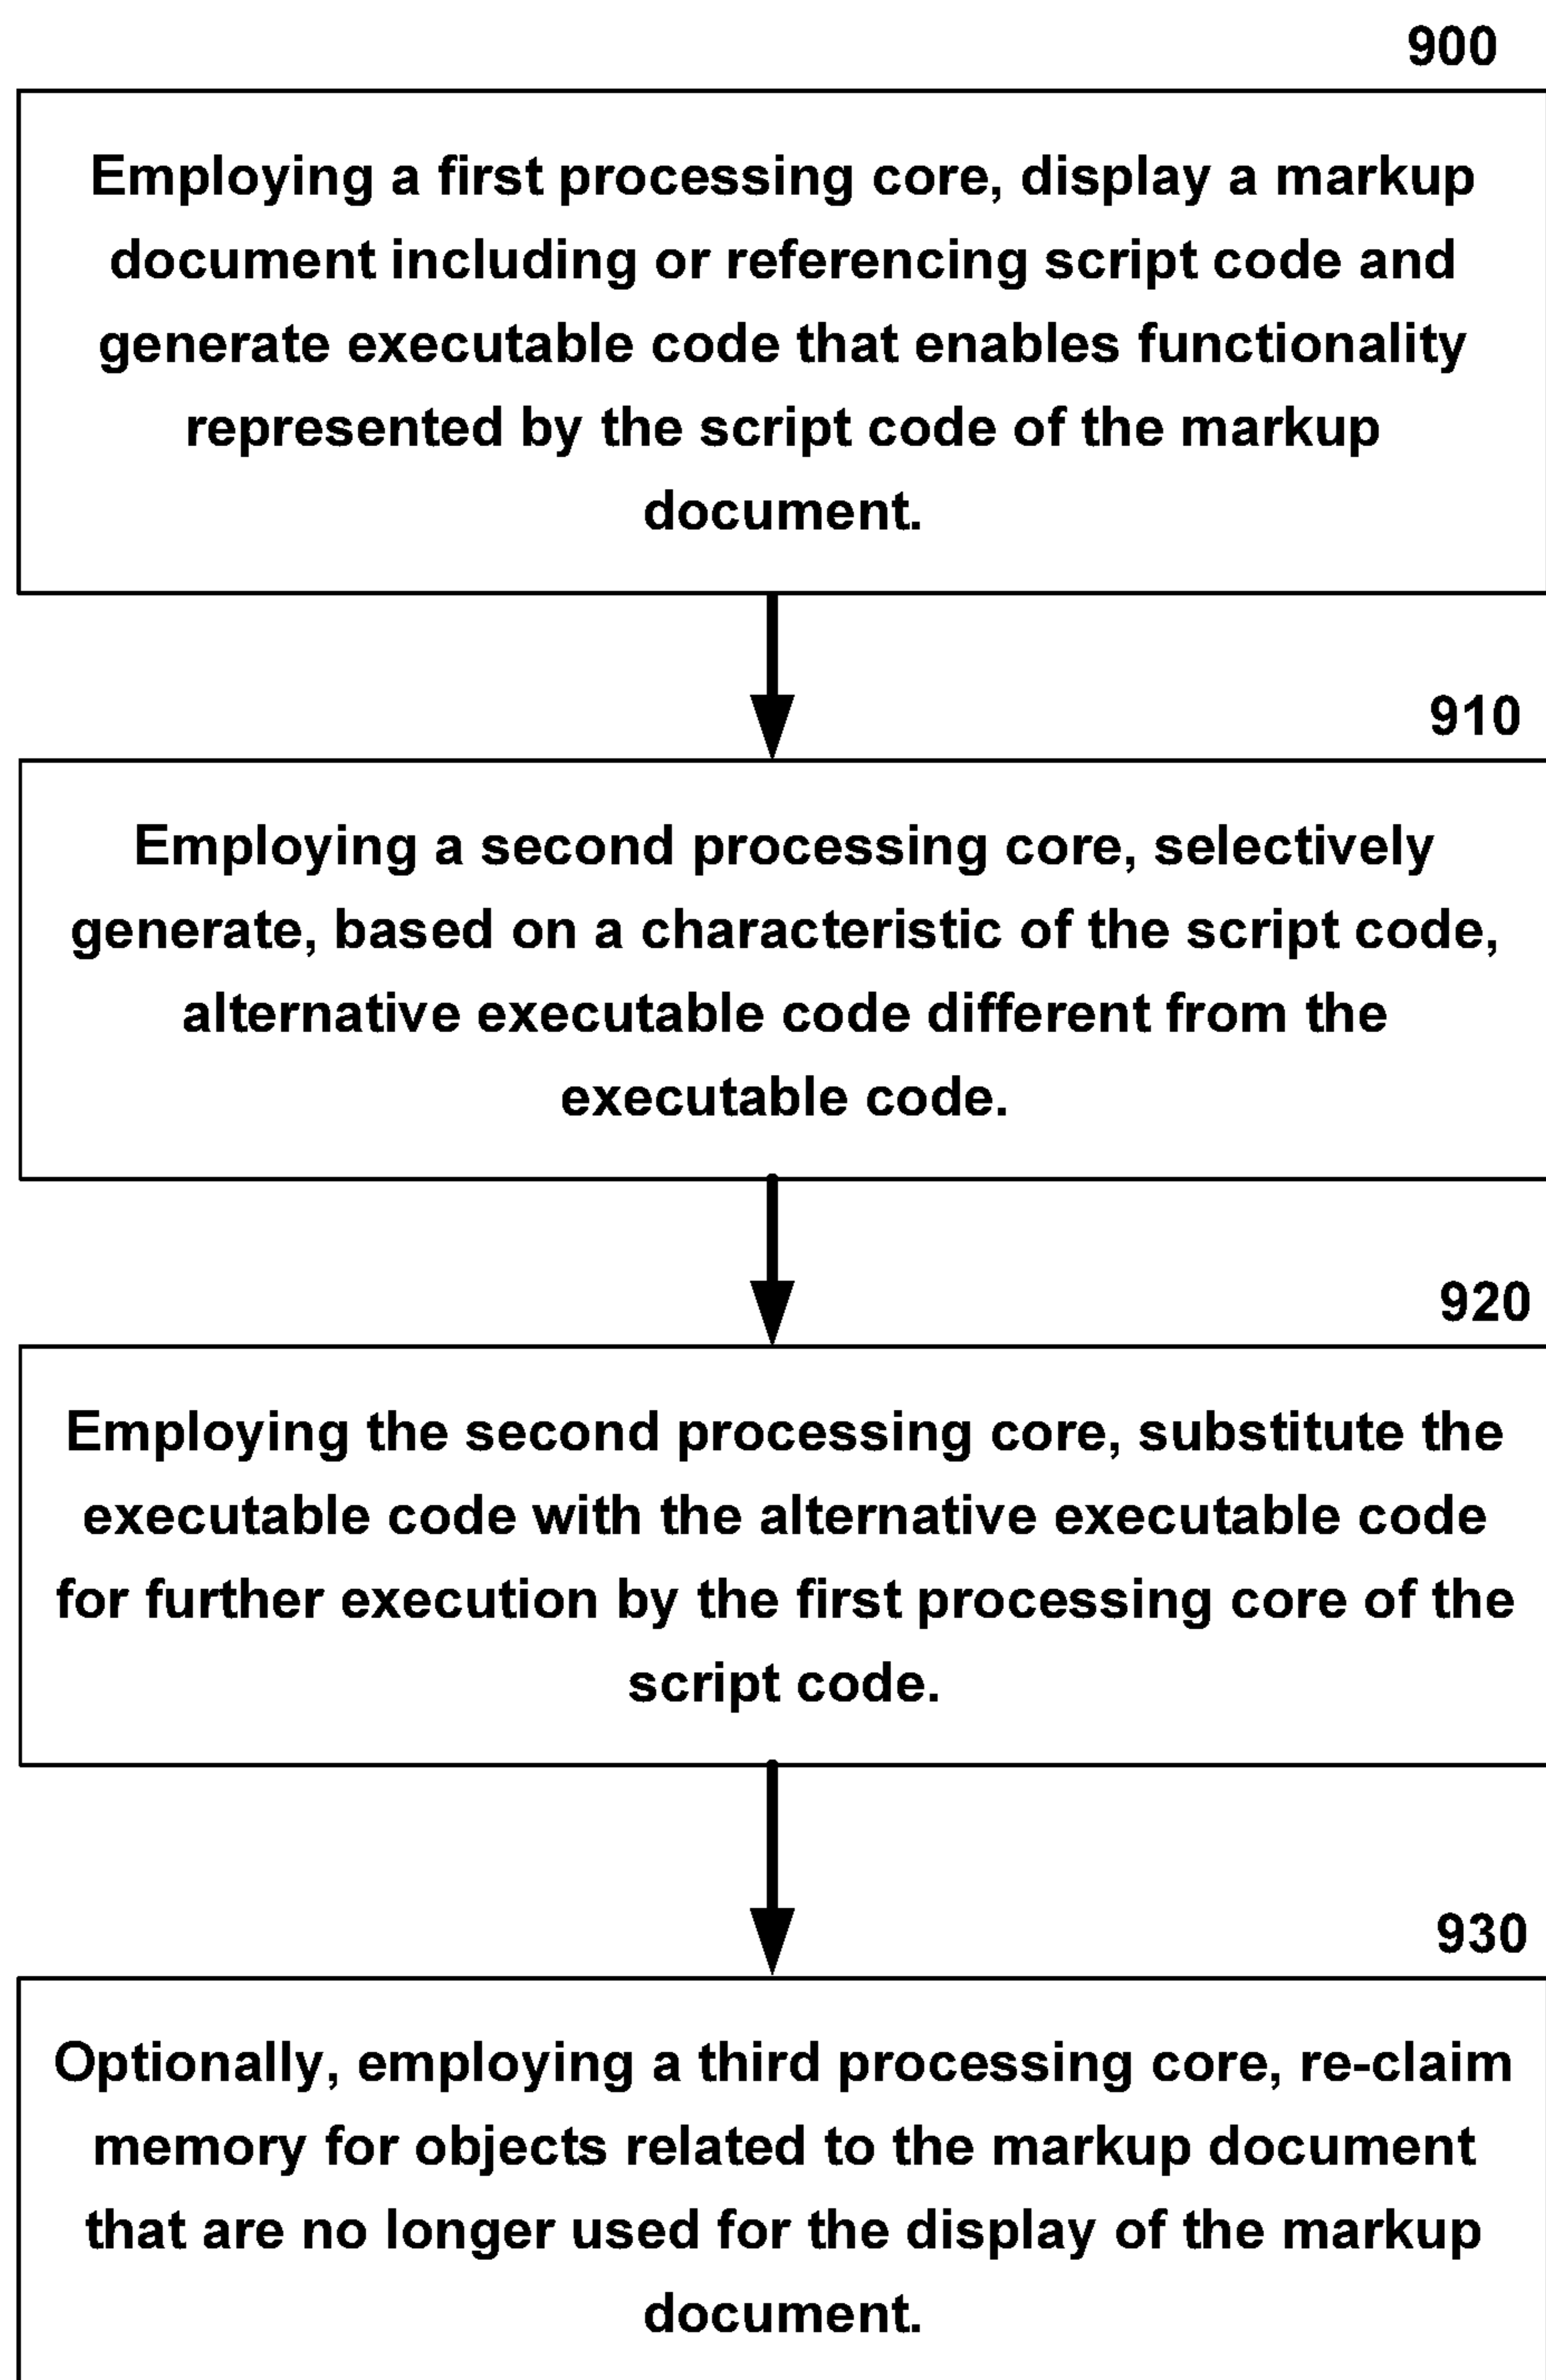 900
Employing a first processing core, display a markup
document including or referencing script code and
generate executable code that enables functionality
represented by the script code of the markup
document.
910
Employing a second processing core, selectively
generate, based on a characteristic of the script code,
alternative executable code different from the
executable code.
920
Employing the second processing core, substitute the
executable code with the alternative executable code
for further execution by the first processing core of the
script code.
930
Optionally, employing a third processing core, re-claim
memory for objects related to the markup document
that are no longer used for the display of the markup
document.